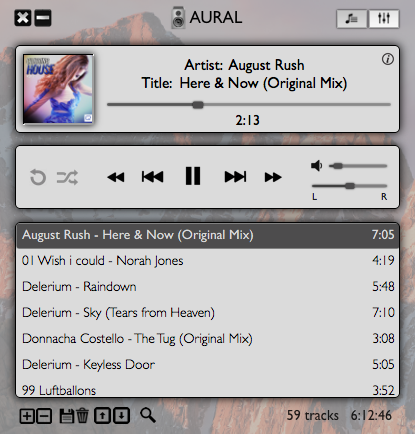 AURAL
HOUSE
Artist: August Rush
Title: Here & Now (Original Mix)
2:13
L R
August Rush - Here & Now (Original Mix) 7:05
01 Wish i could - Norah Jones 4:19
Delerium - Raindown 5:48
Delerium - Sky (Tears from Heaven) 7:10
Donnacha Costello - The Tug (Original Mix) 3:08
Delerium - Keyless Door 5:05
99 Luftballons 3:52
59 tracks 6:12:46